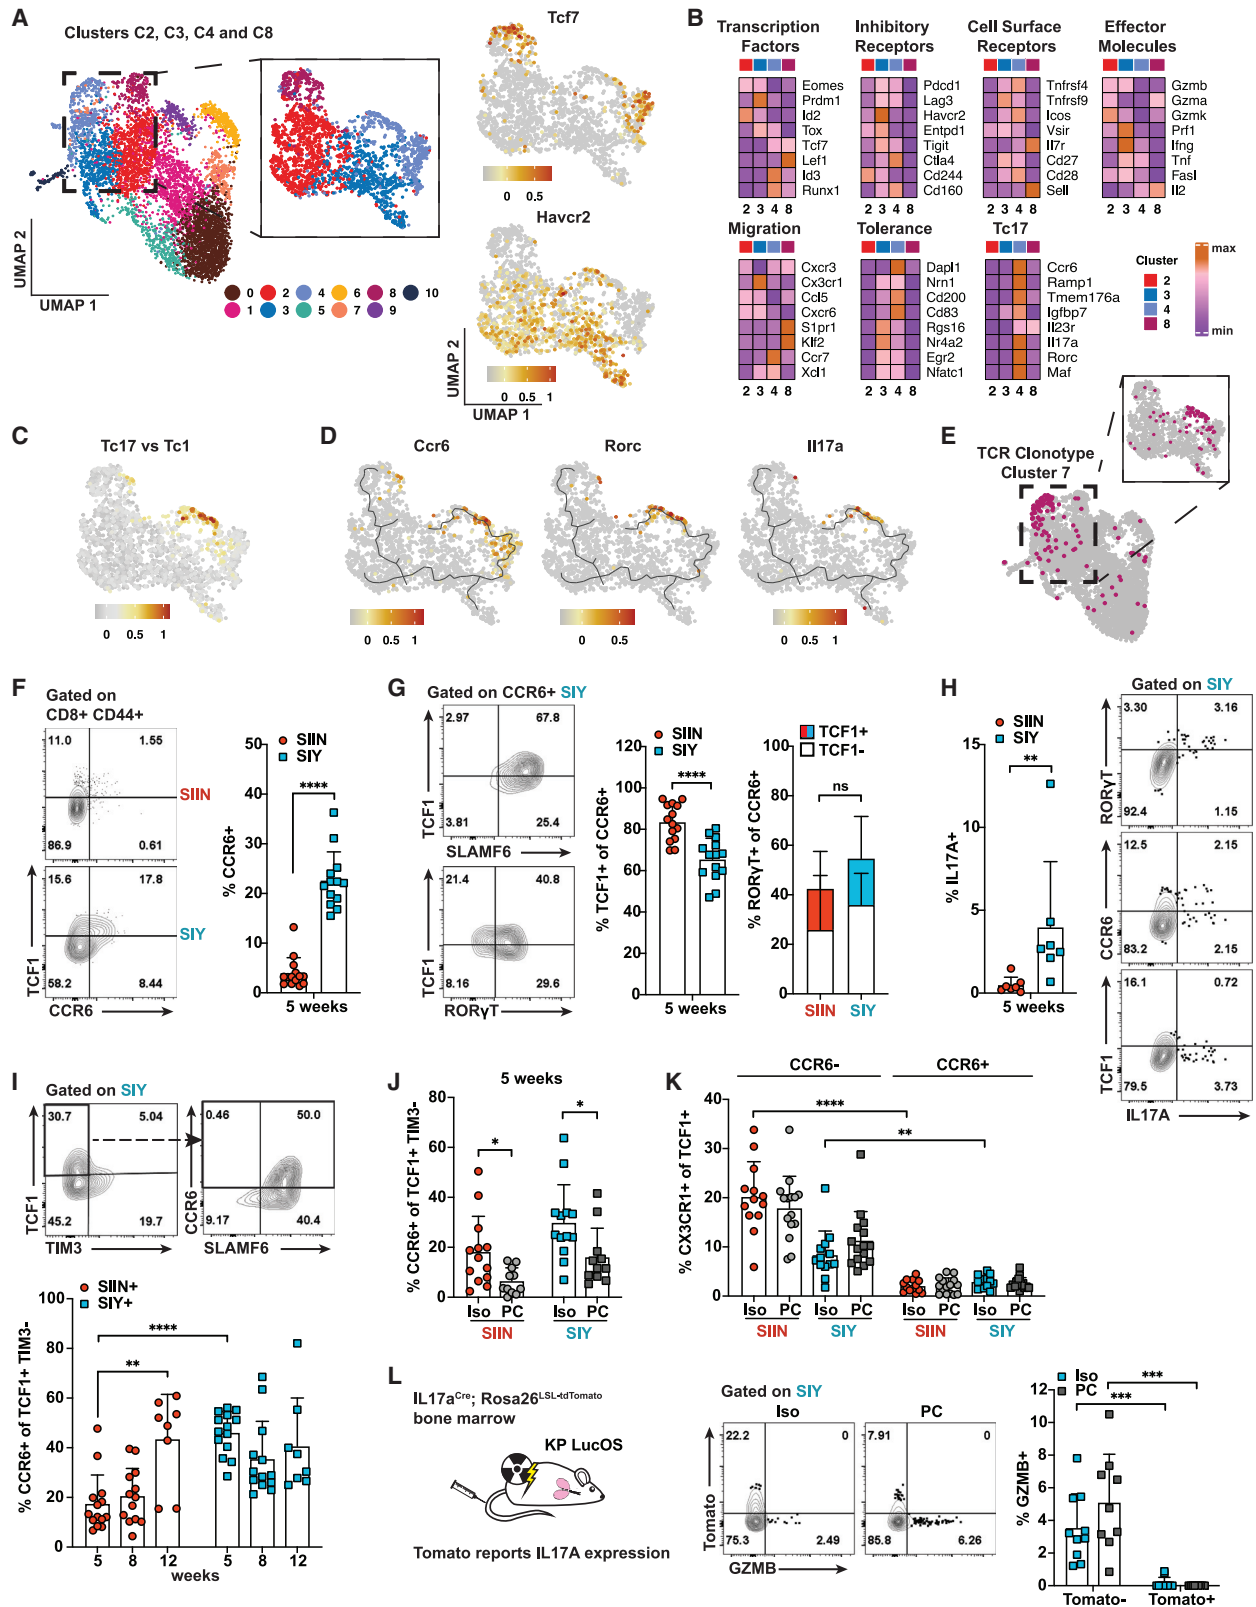 A
Clusters C2, C3, C4 and C8
UMAP 2
UMAP 1
0 2 4 6 8 10
1 3 5 7 9
Tcf7
0 0.5
Havcr2
0 0.5 1
UMAP 2
UMAP 1
B
Transcription
Factors
Eomes
Prdm1
Id2
Tox
Tcf7
Lef1
Id3
Runx1
2 3 4 8
Inhibitory
Receptors
Pdcd1
Lag3
Havcr2
Entpd1
Tigit
Ctla4
Cd244
Cd160
2 3 4 8
Cell Surface
Receptors
Tnfrsf4
Tnfrsf9
Icos
Vsir
Il7r
Cd27
Cd28
Sell
2 3 4 8
Effector
Molecules
Gzmb
Gzma
Gzmk
Prf1
Ifng
Tnf
Fasl
Il2
2 3 4 8
Migration
Cxcr3
Cx3cr1
Ccl5
Cxcr6
S1pr1
Klf2
Ccr7
Xcl1
2 3 4 8
Tolerance
Dapl1
Nrn1
Cd200
Cd83
Rgs16
Nr4a2
Egr2
Nfatc1
2 3 4 8
Tc17
Ccr6
Ramp1
Tmem176a
Igfbp7
Il23r
Il17a
Rorc
Maf
2 3 4 8
Cluster
2
3
4
8
max
min
C
Tc17 vs Tc1
0 0.5 1
D
Ccr6
0 0.5 1
Rorc
0 0.5
Il17a
0 0.5 1
E
TCR Clonotype
Cluster 7
F
Gated on
CD8+ CD44+
11.0 1.55
SIIN
86.9 0.61
15.6 17.8
SIY
58.2 8.44
TCF1
CCR6
SIIN
SIY
% CCR6+
50
40
30
20
10
0
****
5 weeks
G
Gated on CCR6+ SIY
2.97 67.8
3.81 25.4
TCF1
SLAMF6
21.4 40.8
8.16 29.6
TCF1
RORγT
SIIN
SIY
% TCF1+ of CCR6+
120
100
80
60
40
20
0
****
5 weeks
TCF1+
TCF1-
% RORγT+ of CCR6+
100
80
60
40
20
0
ns
SIIN SIY
H
SIIN
SIY
% IL17A+
15
10
5
0
**
5 weeks
Gated on SIY
3.30 3.16
92.4 1.15
RORγT
12.5 2.15
83.2 2.15
CCR6
16.1 0.72
79.5 3.73
TCF1
IL17A
I
Gated on SIY
30.7 5.04
45.2 19.7
TCF1
TIM3
0.46 50.0
9.17 40.4
CCR6
SLAMF6
SIIN+
SIY+
% CCR6+ of TCF1+ TIM3-
100
80
60
40
20
0
**
****
5 8 12 5 8 12
weeks
J
5 weeks
% CCR6+ of TCF1+ TIM3-
80
60
40
20
0
*
*
Iso PC Iso PC
SIIN SIY
K
CCR6- CCR6+
% CX3CR1+ of TCF1+
40
30
20
10
0
****
**
Iso PC Iso PC Iso PC Iso PC
SIIN SIY SIIN SIY
L
IL17a^Cre; Rosa26^LSL-tdTomato
bone marrow
KP LucOS
Tomato reports IL17A expression
Gated on SIY
Iso PC
22.2 0
75.3 2.49
7.91 0
85.8 6.26
Tomato
GZMB
Iso
PC
% GZMB+
12
10
8
6
4
2
0
***
***
Tomato- Tomato+